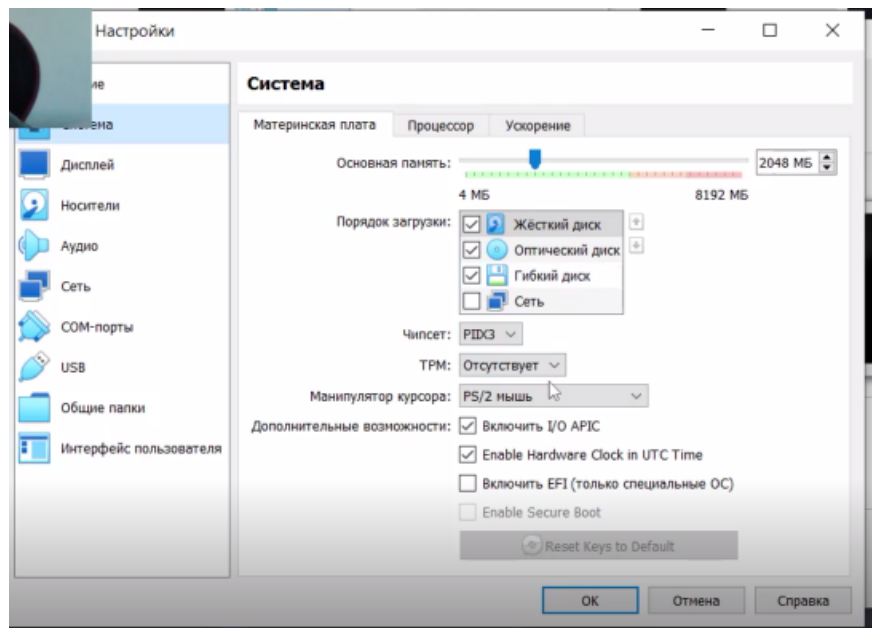 Настройки
Система
Дисплей
Носители
Аудио
Сеть
COM-порты
USB
Общие папки
Интерфейс пользователя
Система
Материнская плата Процессор Ускорение
Основная память: 2048 МБ
4 МБ 8192 МБ
Порядок загрузки: Жёсткий диск
Оптический диск
Гибкий диск
Сеть
Чипсет: PIIX3
TPM: Отсутствует
Манипулятор курсора: PS/2 мышь
Дополнительные возможности: Включить I/O APIC
Enable Hardware Clock in UTC Time
Включить EFI (только специальные ОС)
Enable Secure Boot
Reset Keys to Default
OK Отмена Справка